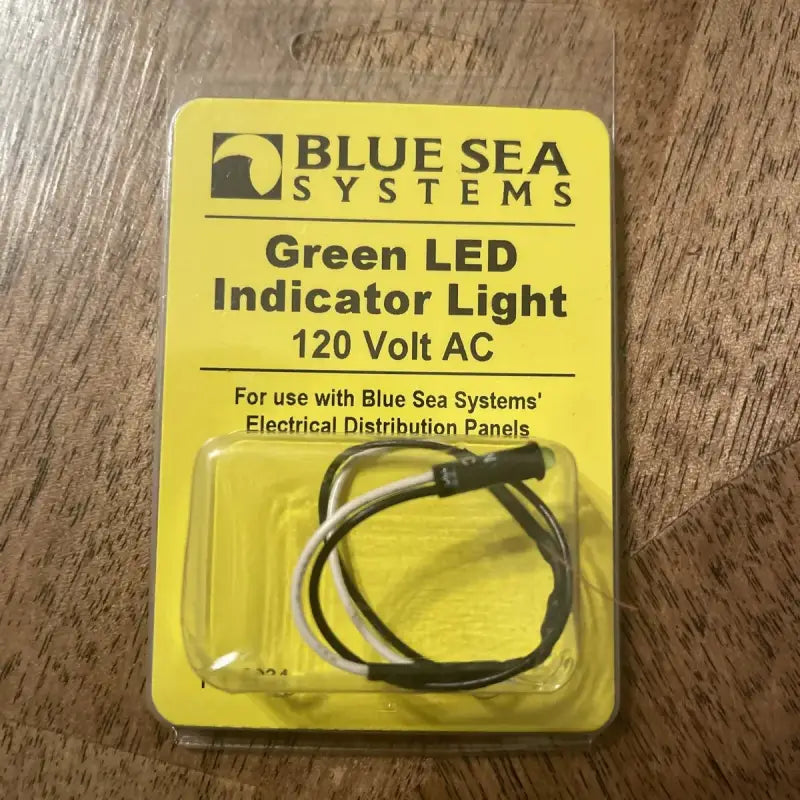 BLUE SEA
SYSTEMS
Green LED
Indicator Light
120 Volt AC
For use with Blue Sea Systems'
Electrical Distribution Panels